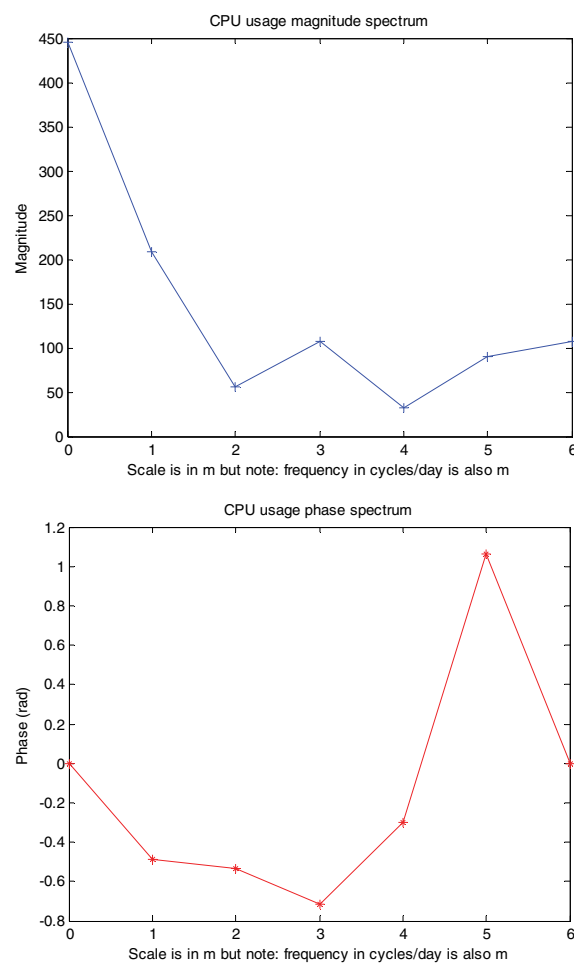 CPU usage magnitude spectrum
450
400
350
300
250
200
150
100
50
0
Magnitude
0 1 2 3 4 5 6
Scale is in m but note: frequency in cycles/day is also m
CPU usage phase spectrum
1.2
1
0.8
0.6
0.4
0.2
0
-0.2
-0.4
-0.6
-0.8
Phase (rad)
0 1 2 3 4 5 6
Scale is in m but note: frequency in cycles/day is also m